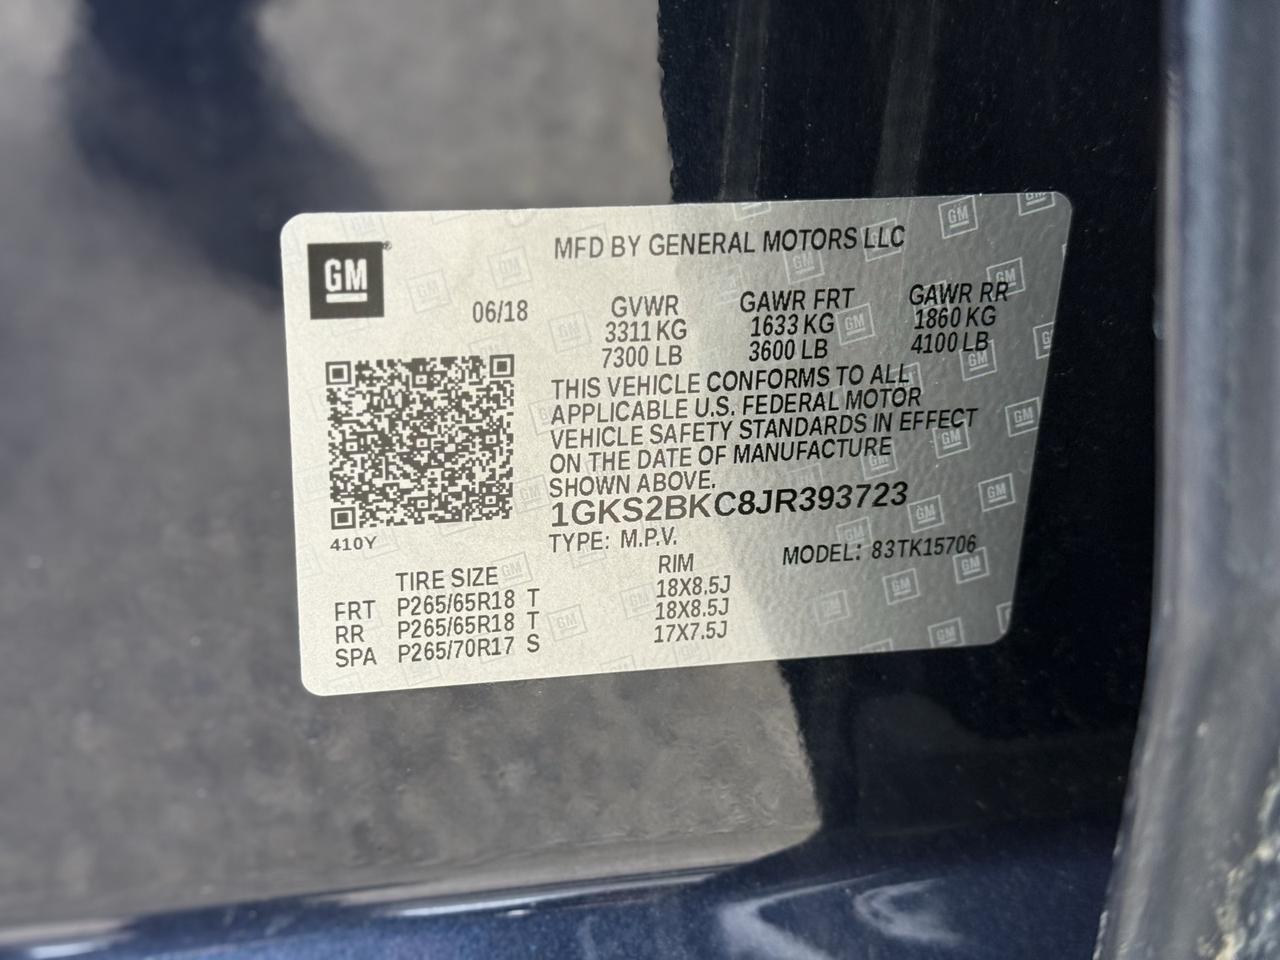 GM
MFD BY GENERAL MOTORS LLC
06/18
GVWR GAWR FRT GAWR RR
3311 KG 1633 KG 1860 KG
7300 LB 3600 LB 4100 LB
THIS VEHICLE CONFORMS TO ALL
APPLICABLE U.S. FEDERAL MOTOR
VEHICLE SAFETY STANDARDS IN EFFECT
ON THE DATE OF MANUFACTURE
SHOWN ABOVE.
1GKS2BKC8JR393723
410Y
TYPE: M.P.V. MODEL: 83TK15706
TIRE SIZE RIM
FRT P265/65R18 T 18X8.5J
RR P265/65R18 T 18X8.5J
SPA P265/70R17 S 17X7.5J